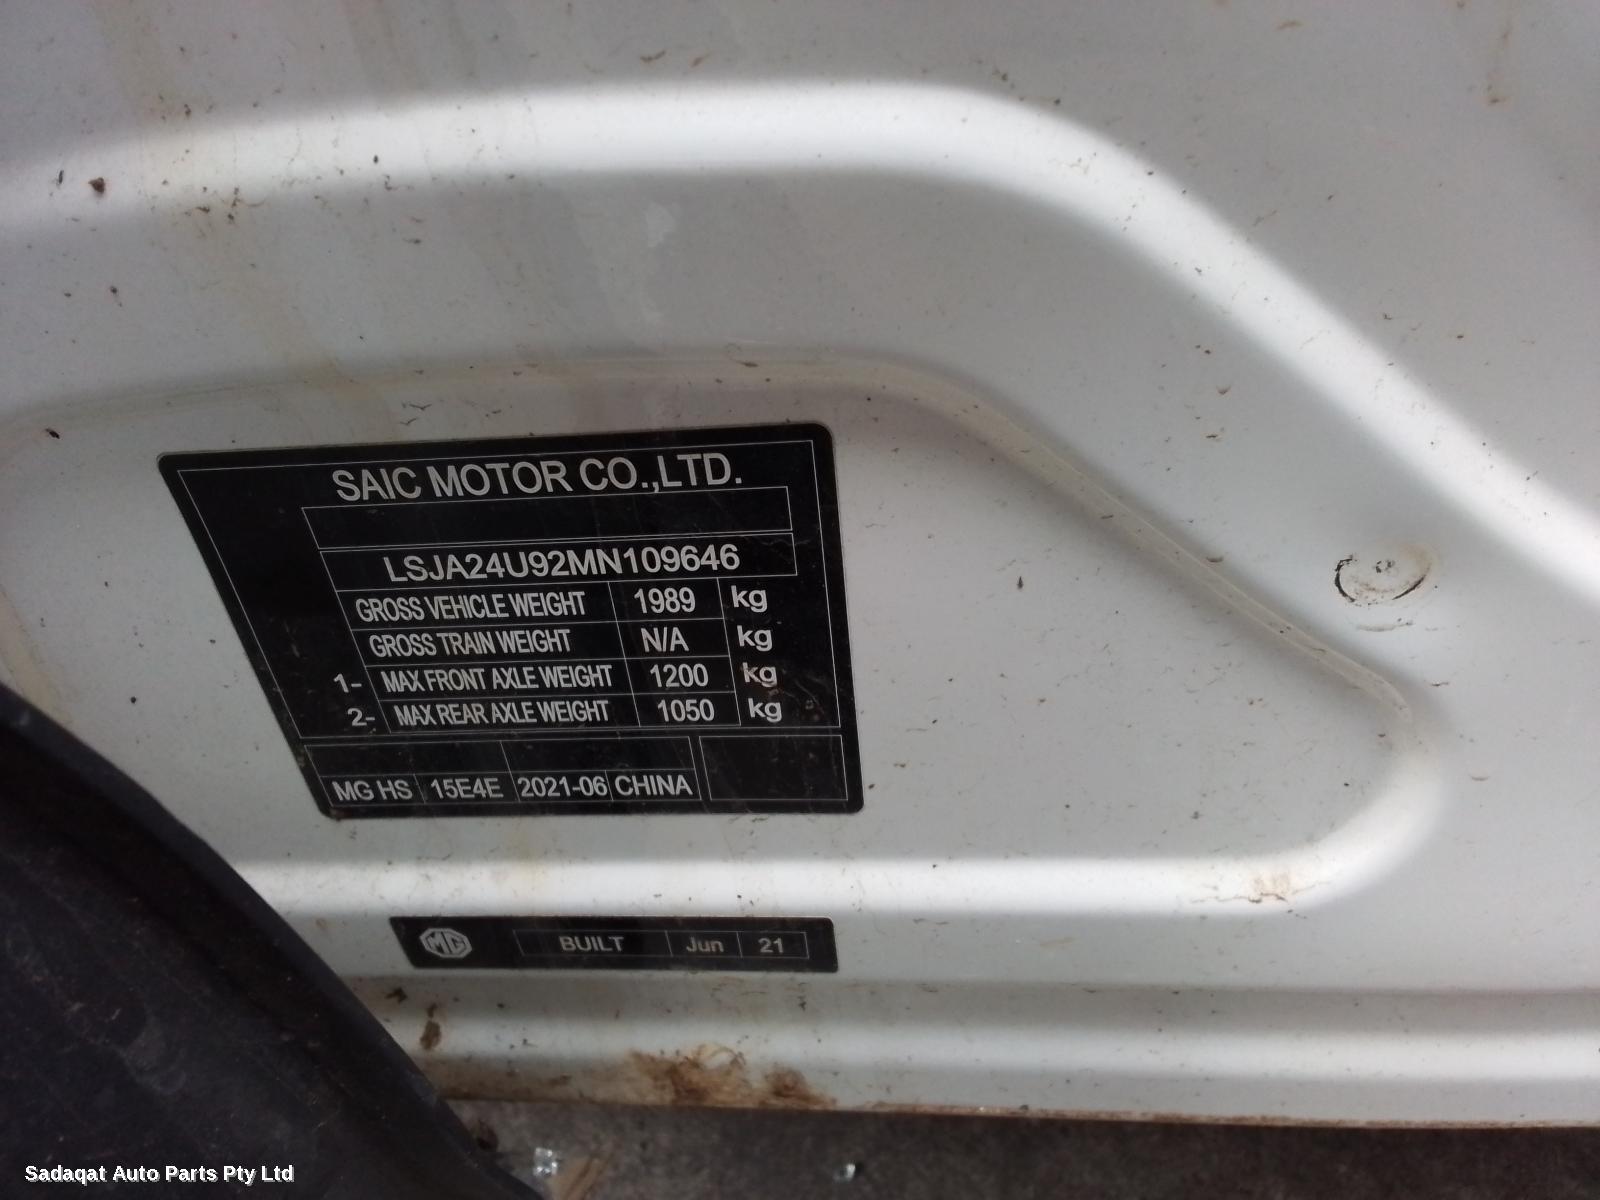 SAIC MOTOR CO.,LTD.
LSJA24U92MN109646
GROSS VEHICLE WEIGHT 1989 kg
GROSS TRAIN WEIGHT N/A kg
1- MAX FRONT AXLE WEIGHT 1200 kg
2- MAX REAR AXLE WEIGHT 1050 kg
MG HS 15E4E 2021-06 CHINA
MG BUILT Jun 21
Sadaqat Auto Parts Pty Ltd